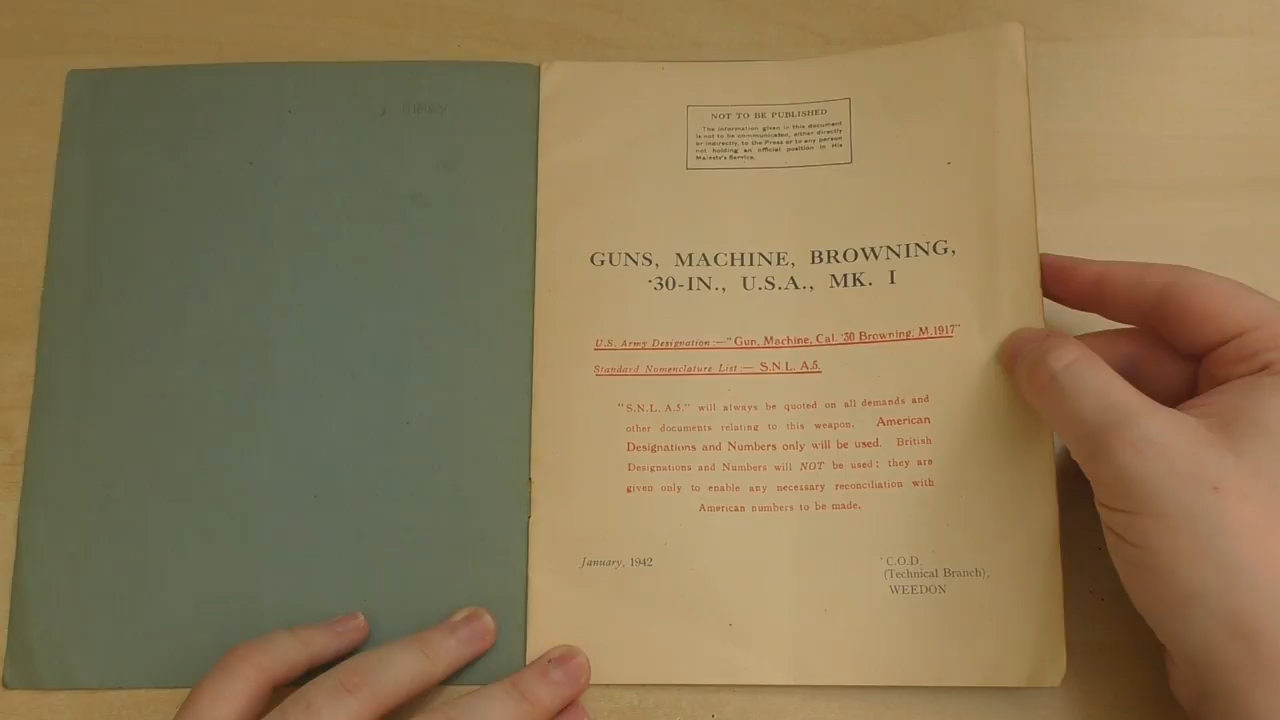 NOT TO BE PUBLISHED
The information given in this document
is not to be communicated, either directly
or indirectly, to the Press or to any person
not holding an official position in His
Majesty's Service.
GUNS, MACHINE, BROWNING,
·30-IN., U.S.A., MK. I
U.S. Army Designation :—"Gun, Machine, Cal. ·30 Browning, M.1917"
Standard Nomenclature List :— S.N.L. A.5.
"S.N.L. A.5." will always be quoted on all demands and
other documents relating to this weapon. American
Designations and Numbers only will be used. British
Designations and Numbers will NOT be used; they are
given only to enable any necessary reconciliation with
American numbers to be made.
January, 1942
C.O.D.
(Technical Branch),
WEEDON